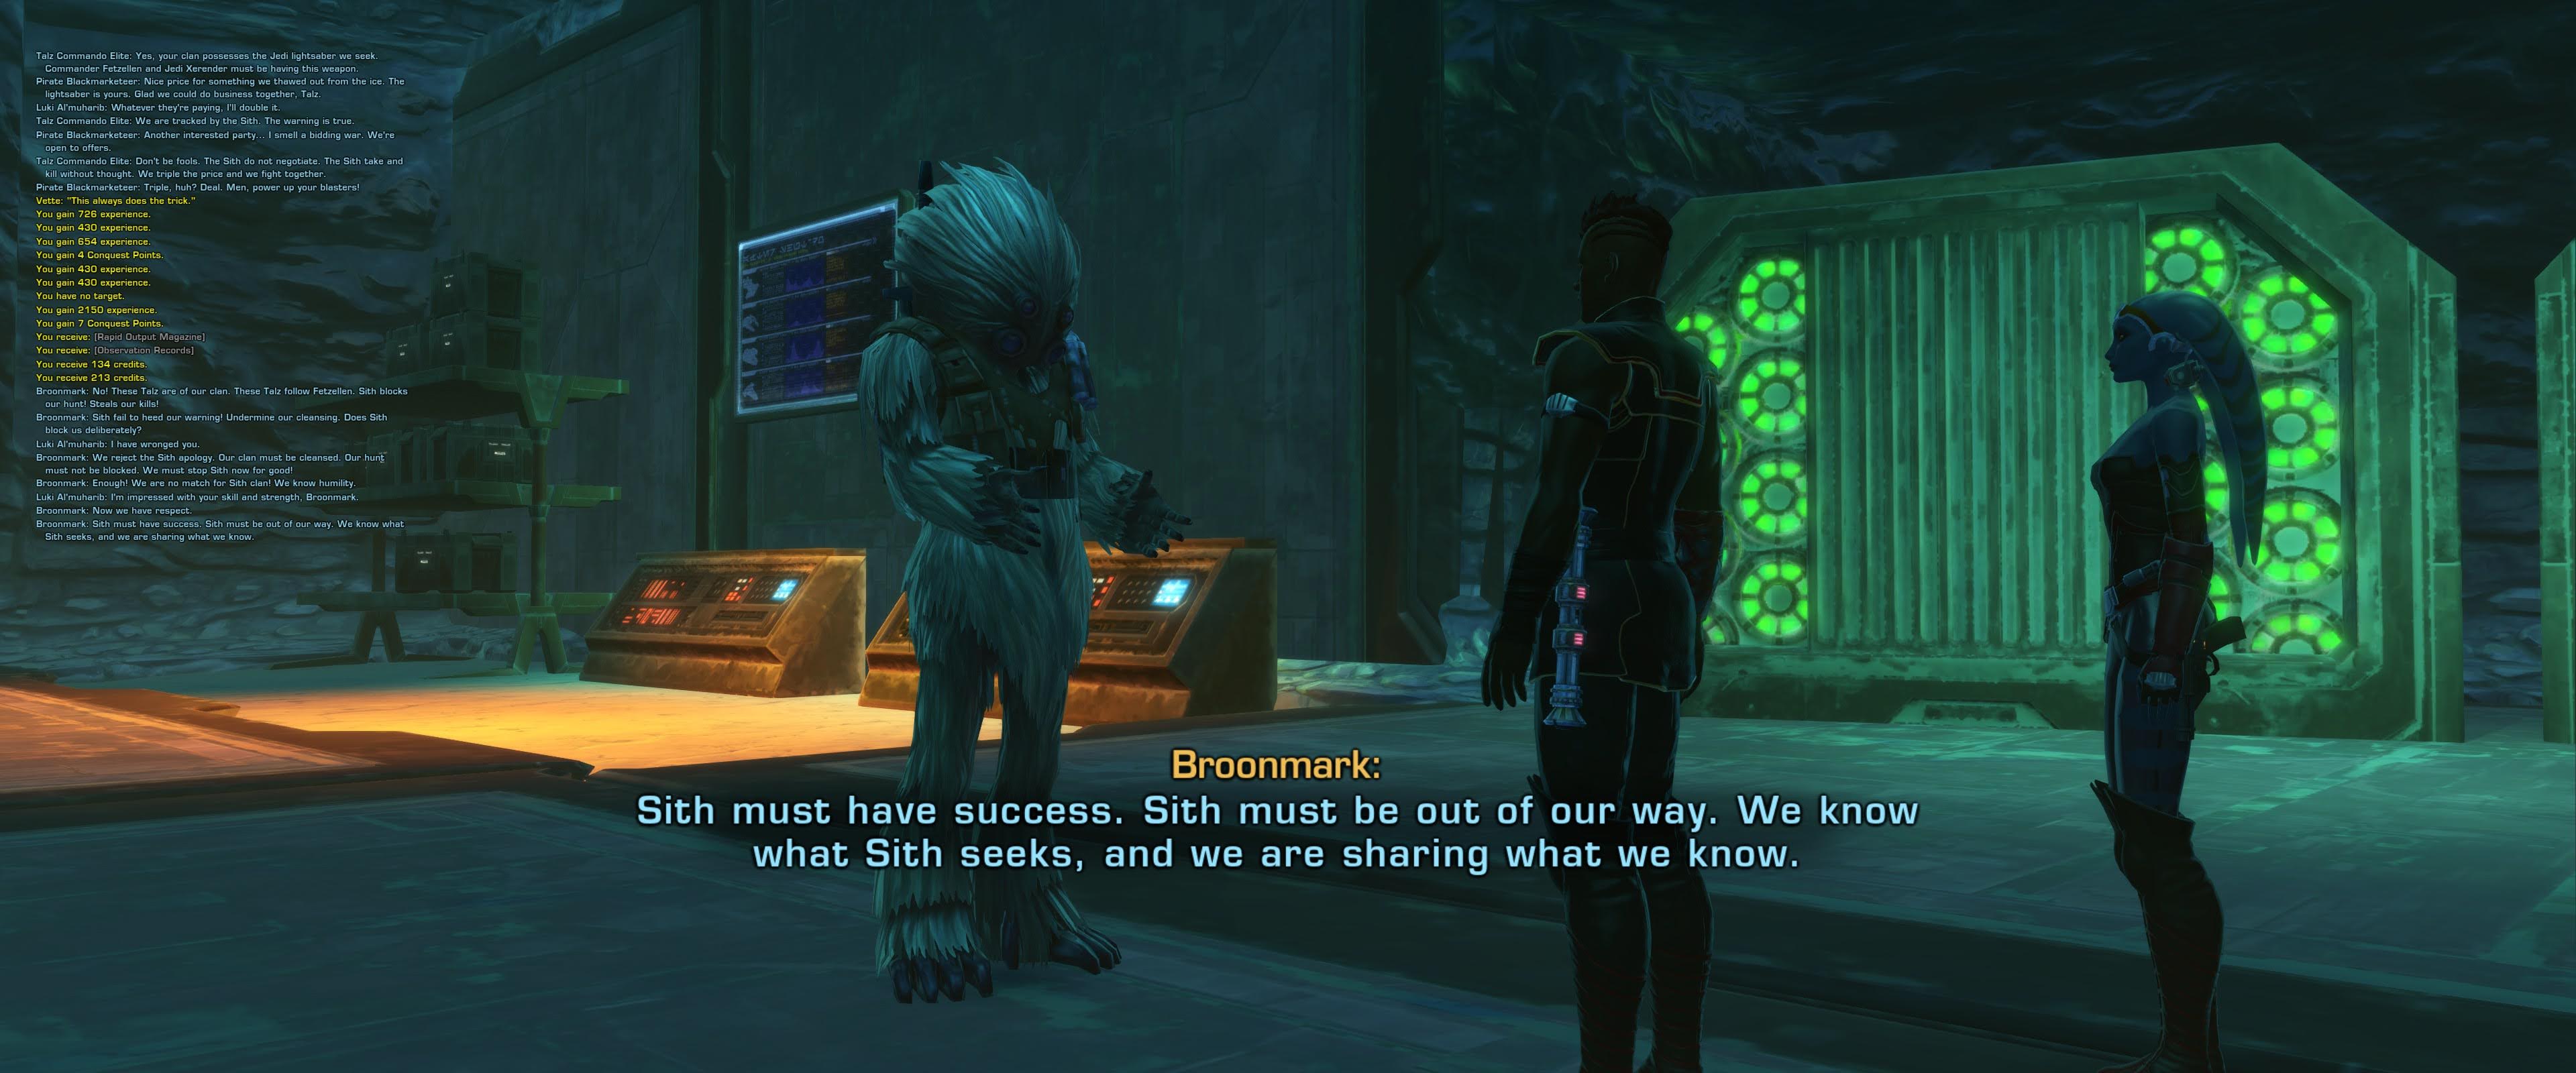 Talz Commando Elite: Yes, your clan possesses the Jedi lightsaber we seek.
Commander Fetzellen and Jedi Xerender must be having this weapon.
Pirate Blackmarketeer: Nice price for something we thawed out from the ice. The
lightsaber is yours. Glad we could do business together, Talz.
Luki Al'muharib: Whatever they're paying, I'll double it.
Talz Commando Elite: We are tracked by the Sith. The warning is true.
Pirate Blackmarketeer: Another interested party... I smell a bidding war. We're
open to offers.
Talz Commando Elite: Don't be fools. The Sith do not negotiate. The Sith take and
kill without thought. We triple the price and we fight together.
Pirate Blackmarketeer: Triple, huh? Deal. Men, power up your blasters!
Vette: "This always does the trick."
You gain 726 experience.
You gain 430 experience.
You gain 654 experience.
You gain 4 Conquest Points.
You gain 430 experience.
You gain 430 experience.
You have no target.
You gain 2150 experience.
You gain 7 Conquest Points.
You receive: [Rapid Output Magazine]
You receive: [Observation Records]
You receive 134 credits.
You receive 213 credits.
Broonmark: No! These Talz are of our clan. These Talz follow Fetzellen. Sith blocks
our hunt! Steals our kills!
Broonmark: Sith fail to heed our warning! Undermine our cleansing. Does Sith
block us deliberately?
Luki Al'muharib: I have wronged you.
Broonmark: We reject the Sith apology. Our clan must be cleansed. Our hunt
must not be blocked. We must stop Sith now for good!
Broonmark: Enough! We are no match for Sith clan! We know humility.
Luki Al'muharib: I'm impressed with your skill and strength, Broonmark.
Broonmark: Now we have respect.
Broonmark: Sith must have success. Sith must be out of our way. We know what
Sith seeks, and we are sharing what we know.
Broonmark:
Sith must have success. Sith must be out of our way. We know
what Sith seeks, and we are sharing what we know.